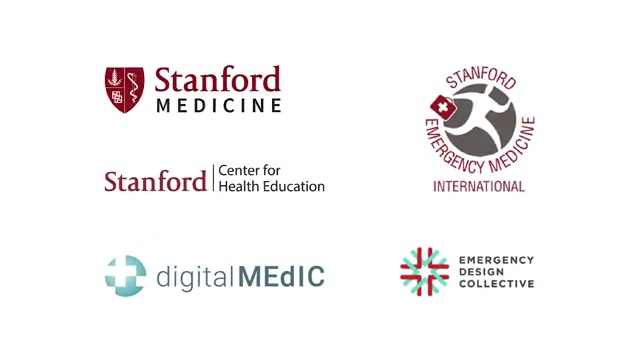 Stanford
MEDICINE
STANFORD
EMERGENCY MEDICINE
INTERNATIONAL
Stanford
Center for
Health Education
digitalMEdIC
EMERGENCY
DESIGN
COLLECTIVE